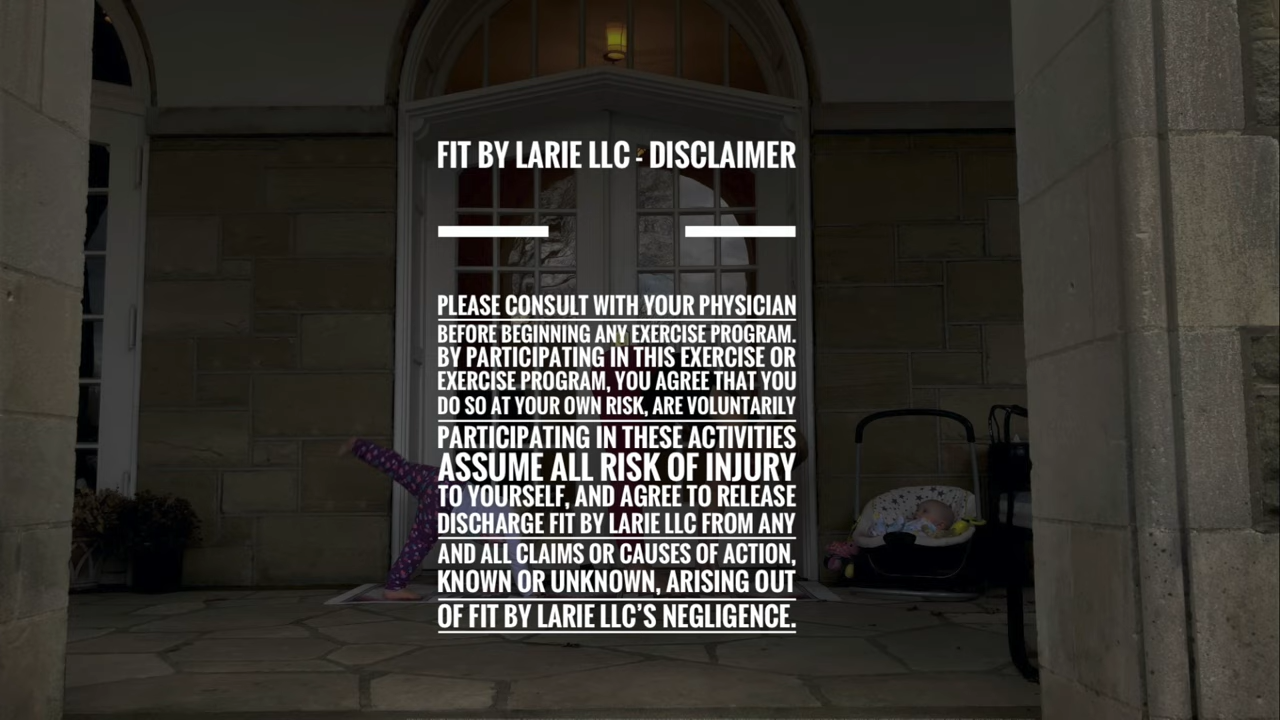 FIT BY LARIE LLC - DISCLAIMER
PLEASE CONSULT WITH YOUR PHYSICIAN
BEFORE BEGINNING ANY EXERCISE PROGRAM.
BY PARTICIPATING IN THIS EXERCISE OR
EXERCISE PROGRAM, YOU AGREE THAT YOU
DO SO AT YOUR OWN RISK, ARE VOLUNTARILY
PARTICIPATING IN THESE ACTIVITIES
ASSUME ALL RISK OF INJURY
TO YOURSELF, AND AGREE TO RELEASE
DISCHARGE FIT BY LARIE LLC FROM ANY
AND ALL CLAIMS OR CAUSES OF ACTION,
KNOWN OR UNKNOWN, ARISING OUT
OF FIT BY LARIE LLC'S NEGLIGENCE.